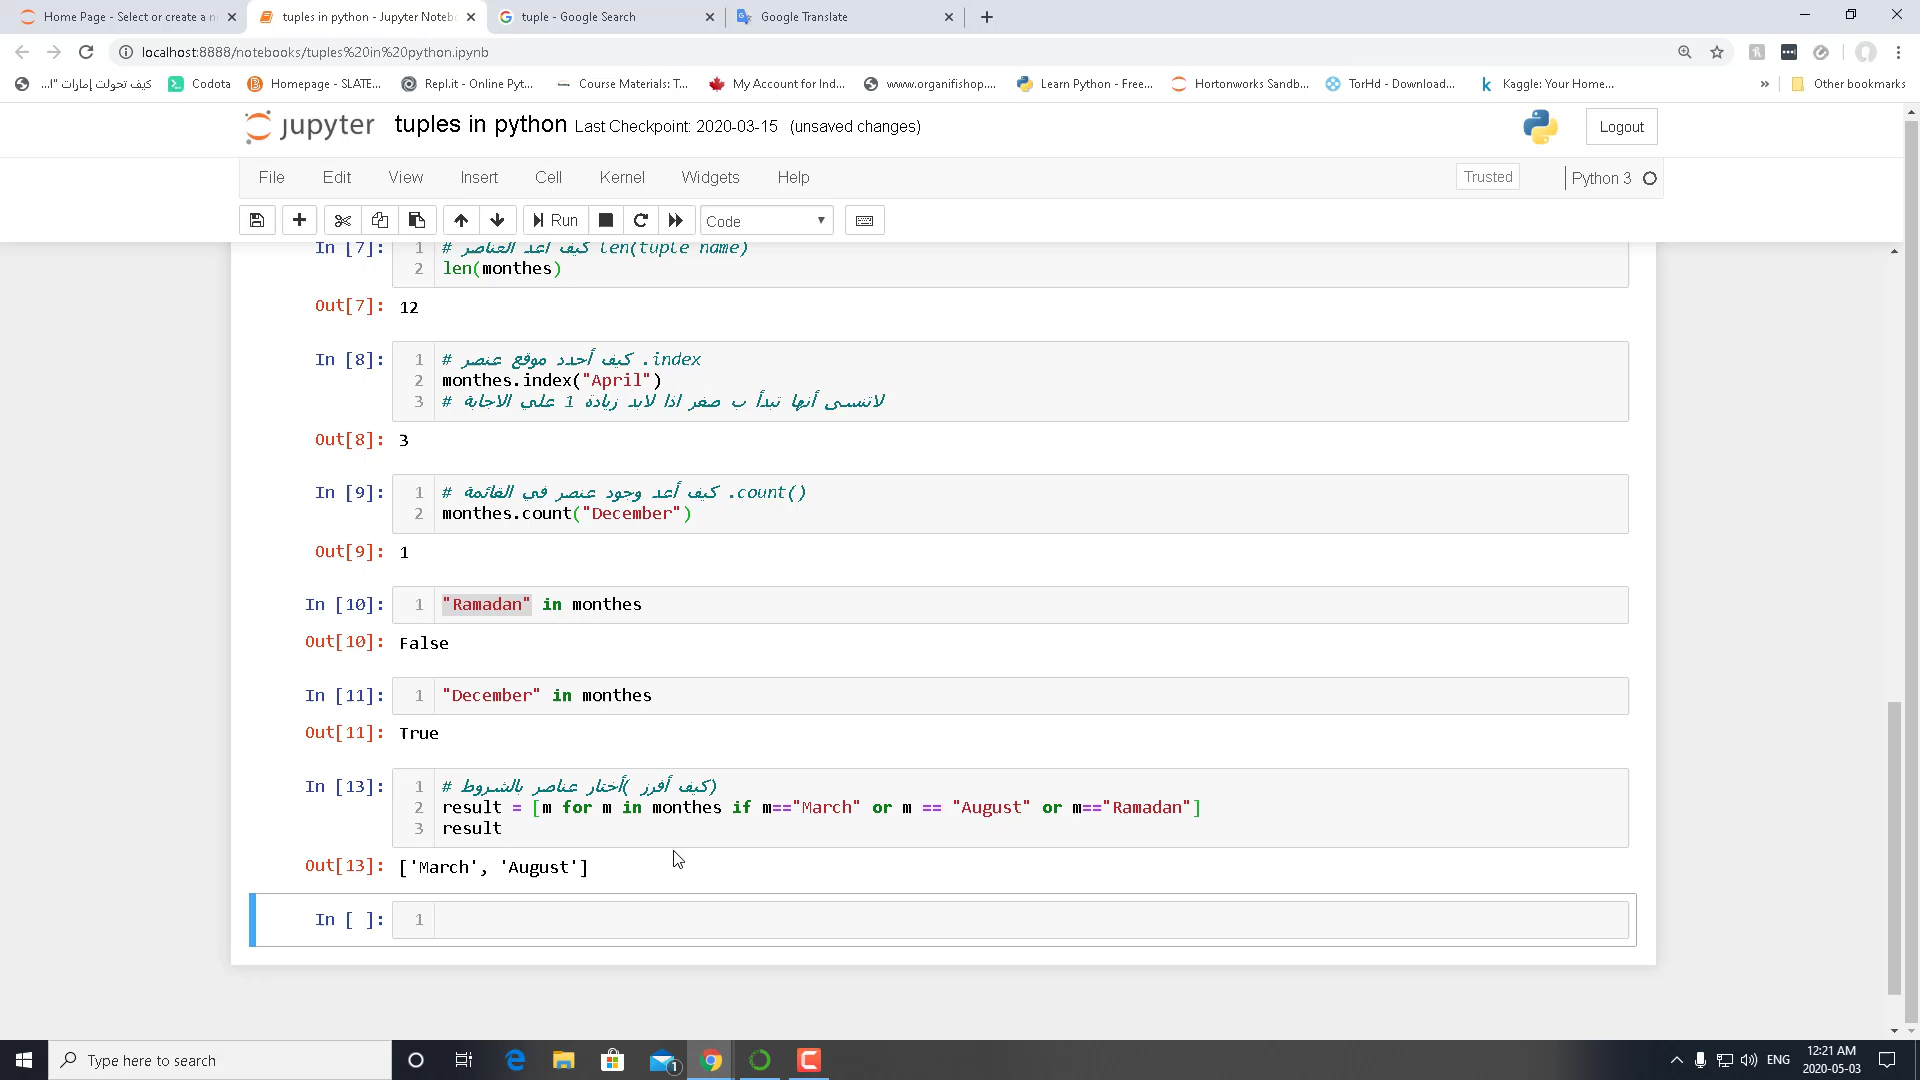 Home Page - Select or create a n
tuples in python - Jupyter Noteb
tuple - Google Search
Google Translate
localhost:8888/notebooks/tuples%20in%20python.ipynb
كيف تحولت إمارات "ا...
Codota
Homepage - SLATE...
Repl.it - Online Pyt...
Course Materials: T...
My Account for Ind...
www.organifishop....
Learn Python - Free...
Hortonworks Sandb...
TorHd - Download...
Kaggle: Your Home...
»
Other bookmarks
jupyter
tuples in python Last Checkpoint: 2020-03-15 (unsaved changes)
Logout
File Edit View Insert Cell Kernel Widgets Help
Trusted
Python 3
Run
Code
In [7]: 1 # كيف أعد العناصر len(tuple name)
2 len(monthes)
Out[7]: 12
In [8]: 1 # كيف أحدد موقع عنصر .index
2 monthes.index("April")
3 # لاتنسى أنها تبدأ ب صفر اذا لابد زيادة 1 علي الاجابة
Out[8]: 3
In [9]: 1 # كيف أعد وجود عنصر في القائمة .count()
2 monthes.count("December")
Out[9]: 1
In [10]: 1 "Ramadan" in monthes
Out[10]: False
In [11]: 1 "December" in monthes
Out[11]: True
In [13]: 1 # كيف أفرز )أختار عناصر بالشروط)
2 result = [m for m in monthes if m=="March" or m == "August" or m=="Ramadan"]
3 result
Out[13]: ['March', 'August']
In [ ]: 1
Type here to search
1
ENG
12:21 AM
2020-05-03